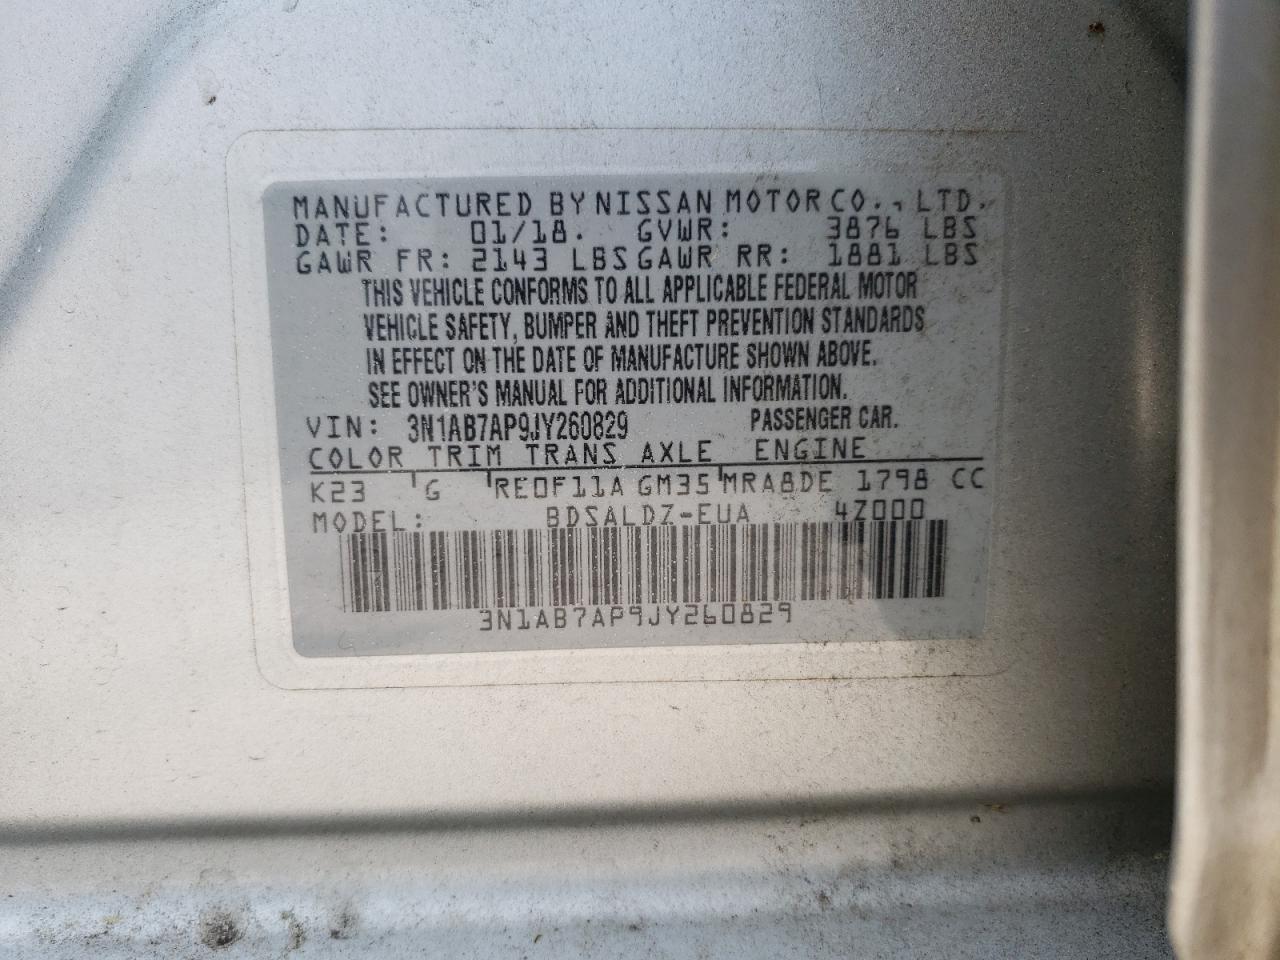 MANUFACTURED BY NISSAN MOTOR CO., LTD.
DATE: 01/18. GVWR: 3876 LBS
GAWR FR: 2143 LBS GAWR RR: 1881 LBS
THIS VEHICLE CONFORMS TO ALL APPLICABLE FEDERAL MOTOR
VEHICLE SAFETY, BUMPER AND THEFT PREVENTION STANDARDS
IN EFFECT ON THE DATE OF MANUFACTURE SHOWN ABOVE.
SEE OWNER'S MANUAL FOR ADDITIONAL INFORMATION.
VIN: 3N1AB7AP9JY260829 PASSENGER CAR.
COLOR TRIM TRANS AXLE ENGINE
K23 G RE0F11A GM35 MRA8DE 1798 CC
MODEL: BDSALDZ-EUA 4Z000
3N1AB7AP9JY260829